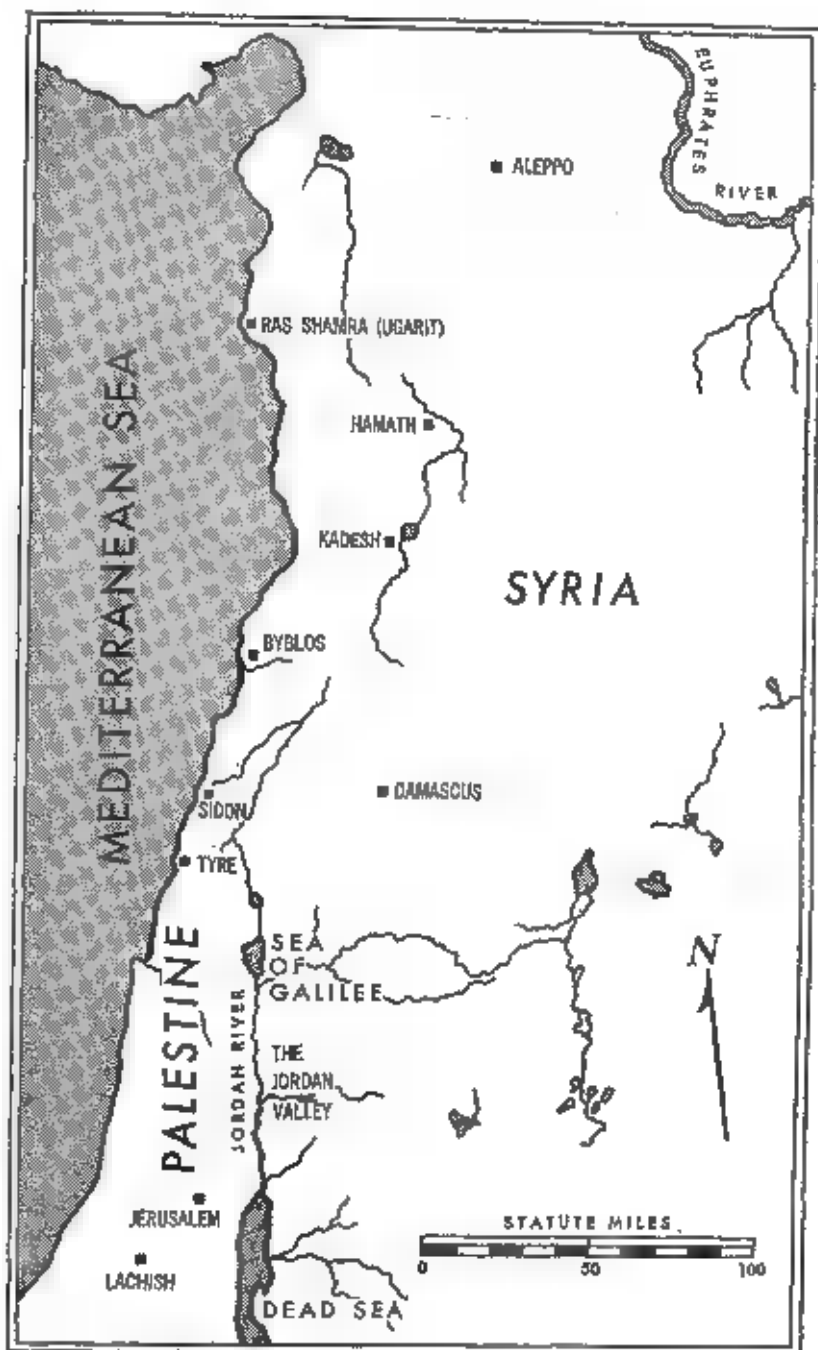 EUPHRATES
RIVER
ALEPPO
RAS SHAMRA (UGARIT)
MEDITERRANEAN SEA
HAMATH
KADESH
SYRIA
BYBLOS
SIDON
DAMASCUS
TYRE
PALESTINE
SEA
OF
GALILEE
N
JORDAN RIVER
THE
JORDAN
VALLEY
JERUSALEM
STATUTE MILES
0 50 100
LACHISH
DEAD SEA